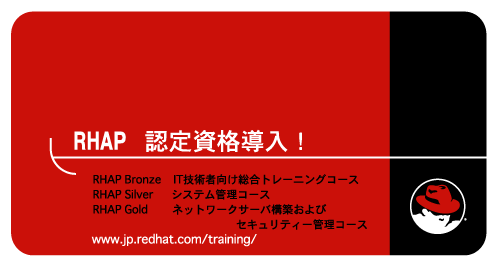 RHAP 認定資格導入！
RHAP Bronze IT技術者向け総合トレーニングコース
RHAP Silver システム管理コース
RHAP Gold ネットワークサーバ構築および
セキュリティー管理コース
www.jp.redhat.com/training/